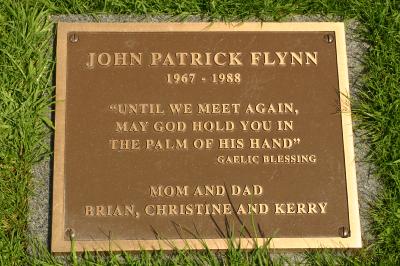 JOHN PATRICK FLYNN
1967 - 1988
"UNTIL WE MEET AGAIN,
MAY GOD HOLD YOU IN
THE PALM OF HIS HAND"
GAELIC BLESSING
MOM AND DAD
BRIAN, CHRISTINE AND KERRY